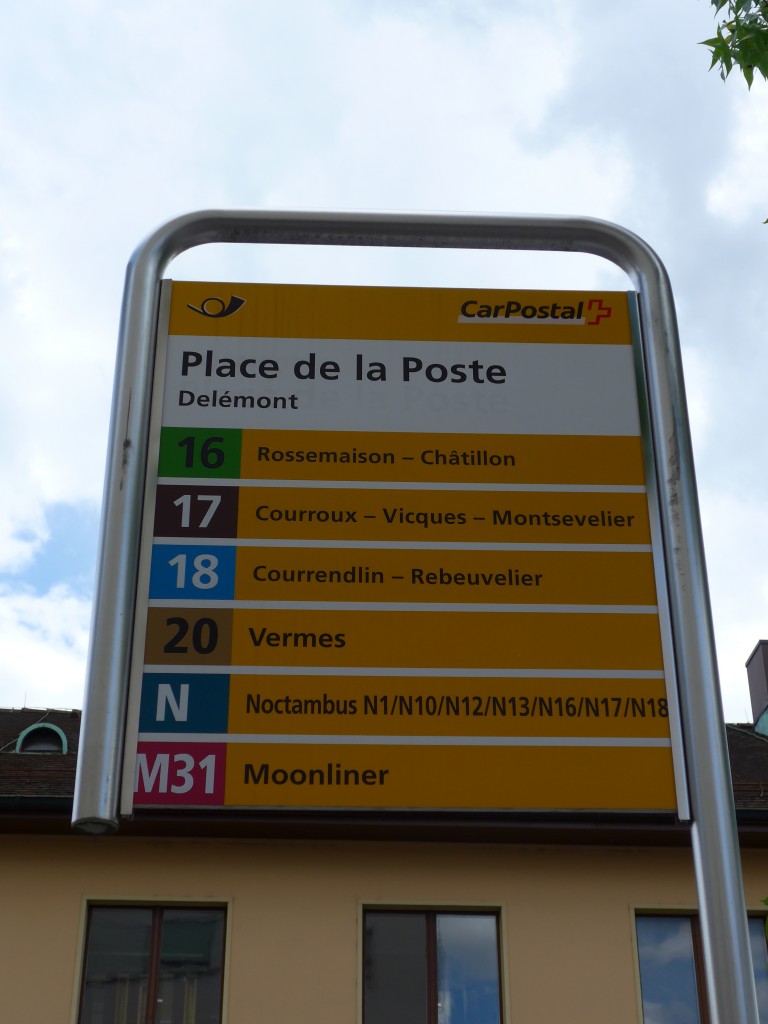 CarPostal
Place de la Poste
Delémont
16 Rossemaison – Châtillon
17 Courroux – Vicques – Montsevelier
18 Courrendlin – Rebeuvelier
20 Vermes
N Noctambus N1/N10/N12/N13/N16/N17/N18
M31 Moonliner